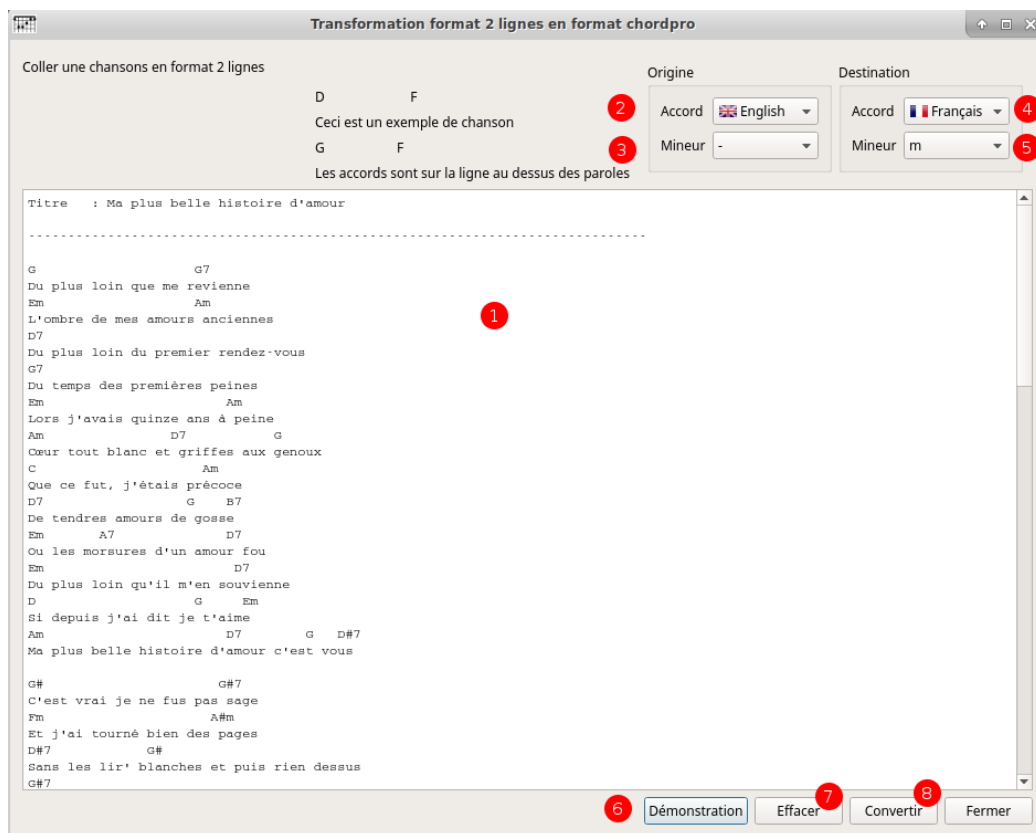 Transformation format 2 lignes en format chordpro
Coller une chansons en format 2 lignes
D F
Ceci est un exemple de chanson
G F
Les accords sont sur la ligne au dessus des paroles
Origine
2 Accord English
3 Mineur -
Destination
Accord Français 4
Mineur m 5
Titre : Ma plus belle histoire d'amour
------------------------------------------------------------------------------
G G7
Du plus loin que me revienne
Em Am
L'ombre de mes amours anciennes
1
D7
Du plus loin du premier rendez-vous
G7
Du temps des premières peines
Em Am
Lors j'avais quinze ans à peine
Am D7 G
Cœur tout blanc et griffes aux genoux
C Am
Que ce fut, j'étais précoce
D7 G B7
De tendres amours de gosse
Em A7 D7
Ou les morsures d'un amour fou
Em D7
Du plus loin qu'il m'en souvienne
D G Em
Si depuis j'ai dit je t'aime
Am D7 G D#7
Ma plus belle histoire d'amour c'est vous
G# G#7
C'est vrai je ne fus pas sage
Fm A#m
Et j'ai tourné bien des pages
D#7 G#
Sans les lir' blanches et puis rien dessus
G#7
6 Démonstration Effacer 7 Convertir 8 Fermer